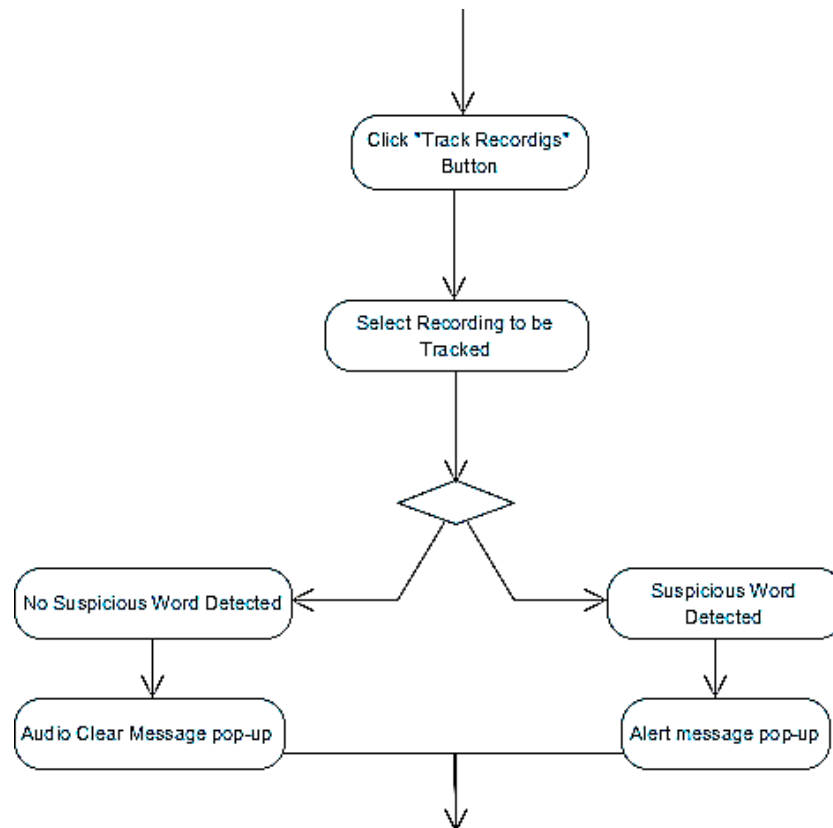 Click "Track Recordigs"
Button
Select Recording to be
Tracked
No Suspicious Word Detected
Suspicious Word
Detected
Audio Clear Message pop-up
Alert message pop-up